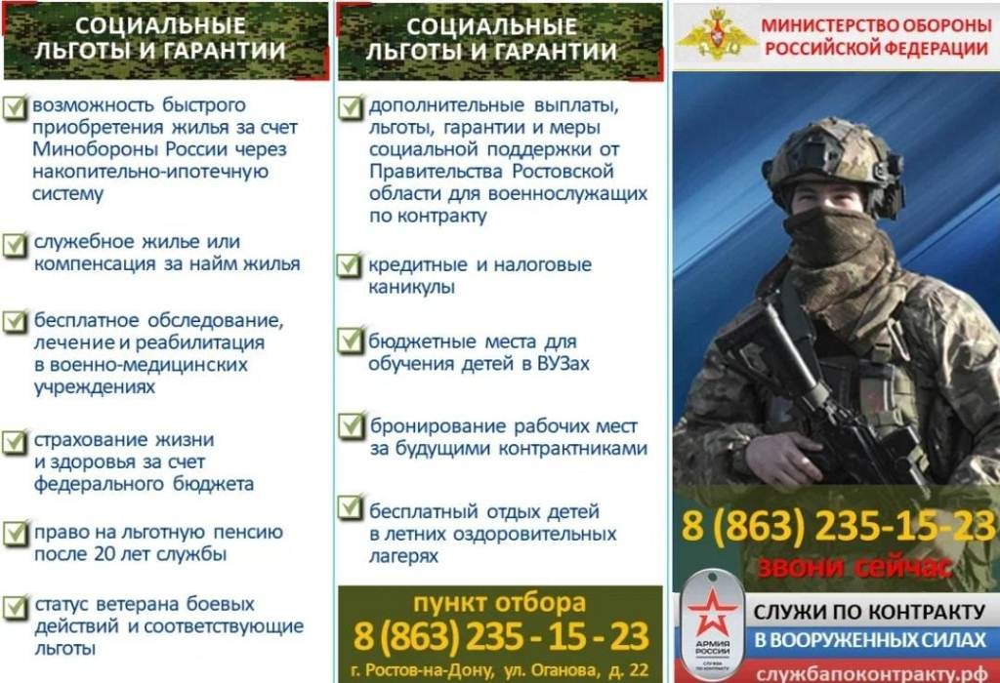 СОЦИАЛЬНЫЕ
ЛЬГОТЫ И ГАРАНТИИ
возможность быстрого
приобретения жилья за счет
Минобороны России через
накопительно-ипотечную
систему
служебное жилье или
компенсация за найм жилья
бесплатное обследование,
лечение и реабилитация
в военно-медицинских
учреждениях
страхование жизни
и здоровья за счет
федерального бюджета
право на льготную пенсию
после 20 лет службы
статус ветерана боевых
действий и соответствующие
льготы
СОЦИАЛЬНЫЕ
ЛЬГОТЫ И ГАРАНТИИ
дополнительные выплаты,
льготы, гарантии и меры
социальной поддержки от
Правительства Ростовской
области для военнослужащих
по контракту
кредитные и налоговые
каникулы
бюджетные места для
обучения детей в ВУЗах
бронирование рабочих мест
за будущими контрактниками
бесплатный отдых детей
в летних оздоровительных
лагерях
пункт отбора
8 (863) 235 - 15 - 23
г. Ростов-на-Дону, ул. Оганова, д. 22
МИНИСТЕРСТВО ОБОРОНЫ
РОССИЙСКОЙ ФЕДЕРАЦИИ
8 (863) 235-15-23
звони сейчас
АРМИЯ
РОССИИ
СЛУЖБА
ПО КОНТРАКТУ
СЛУЖИ ПО КОНТРАКТУ
В ВООРУЖЕННЫХ СИЛАХ
службапоконтракту.рф